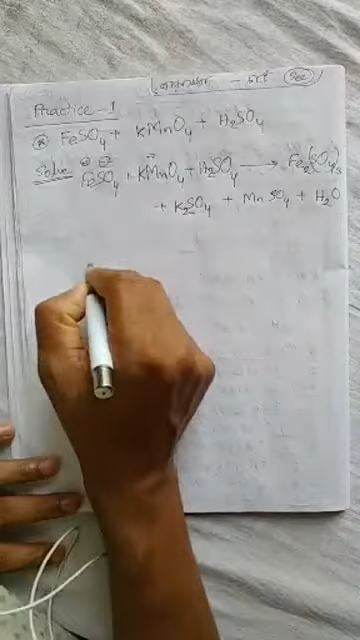 Practice - 1
FeSO4 + KMnO4 + H2SO4
Solve FeSO4 + KMnO4 + H2SO4 → Fe2(SO4)3
+ K2SO4 + MnSO4 + H2O